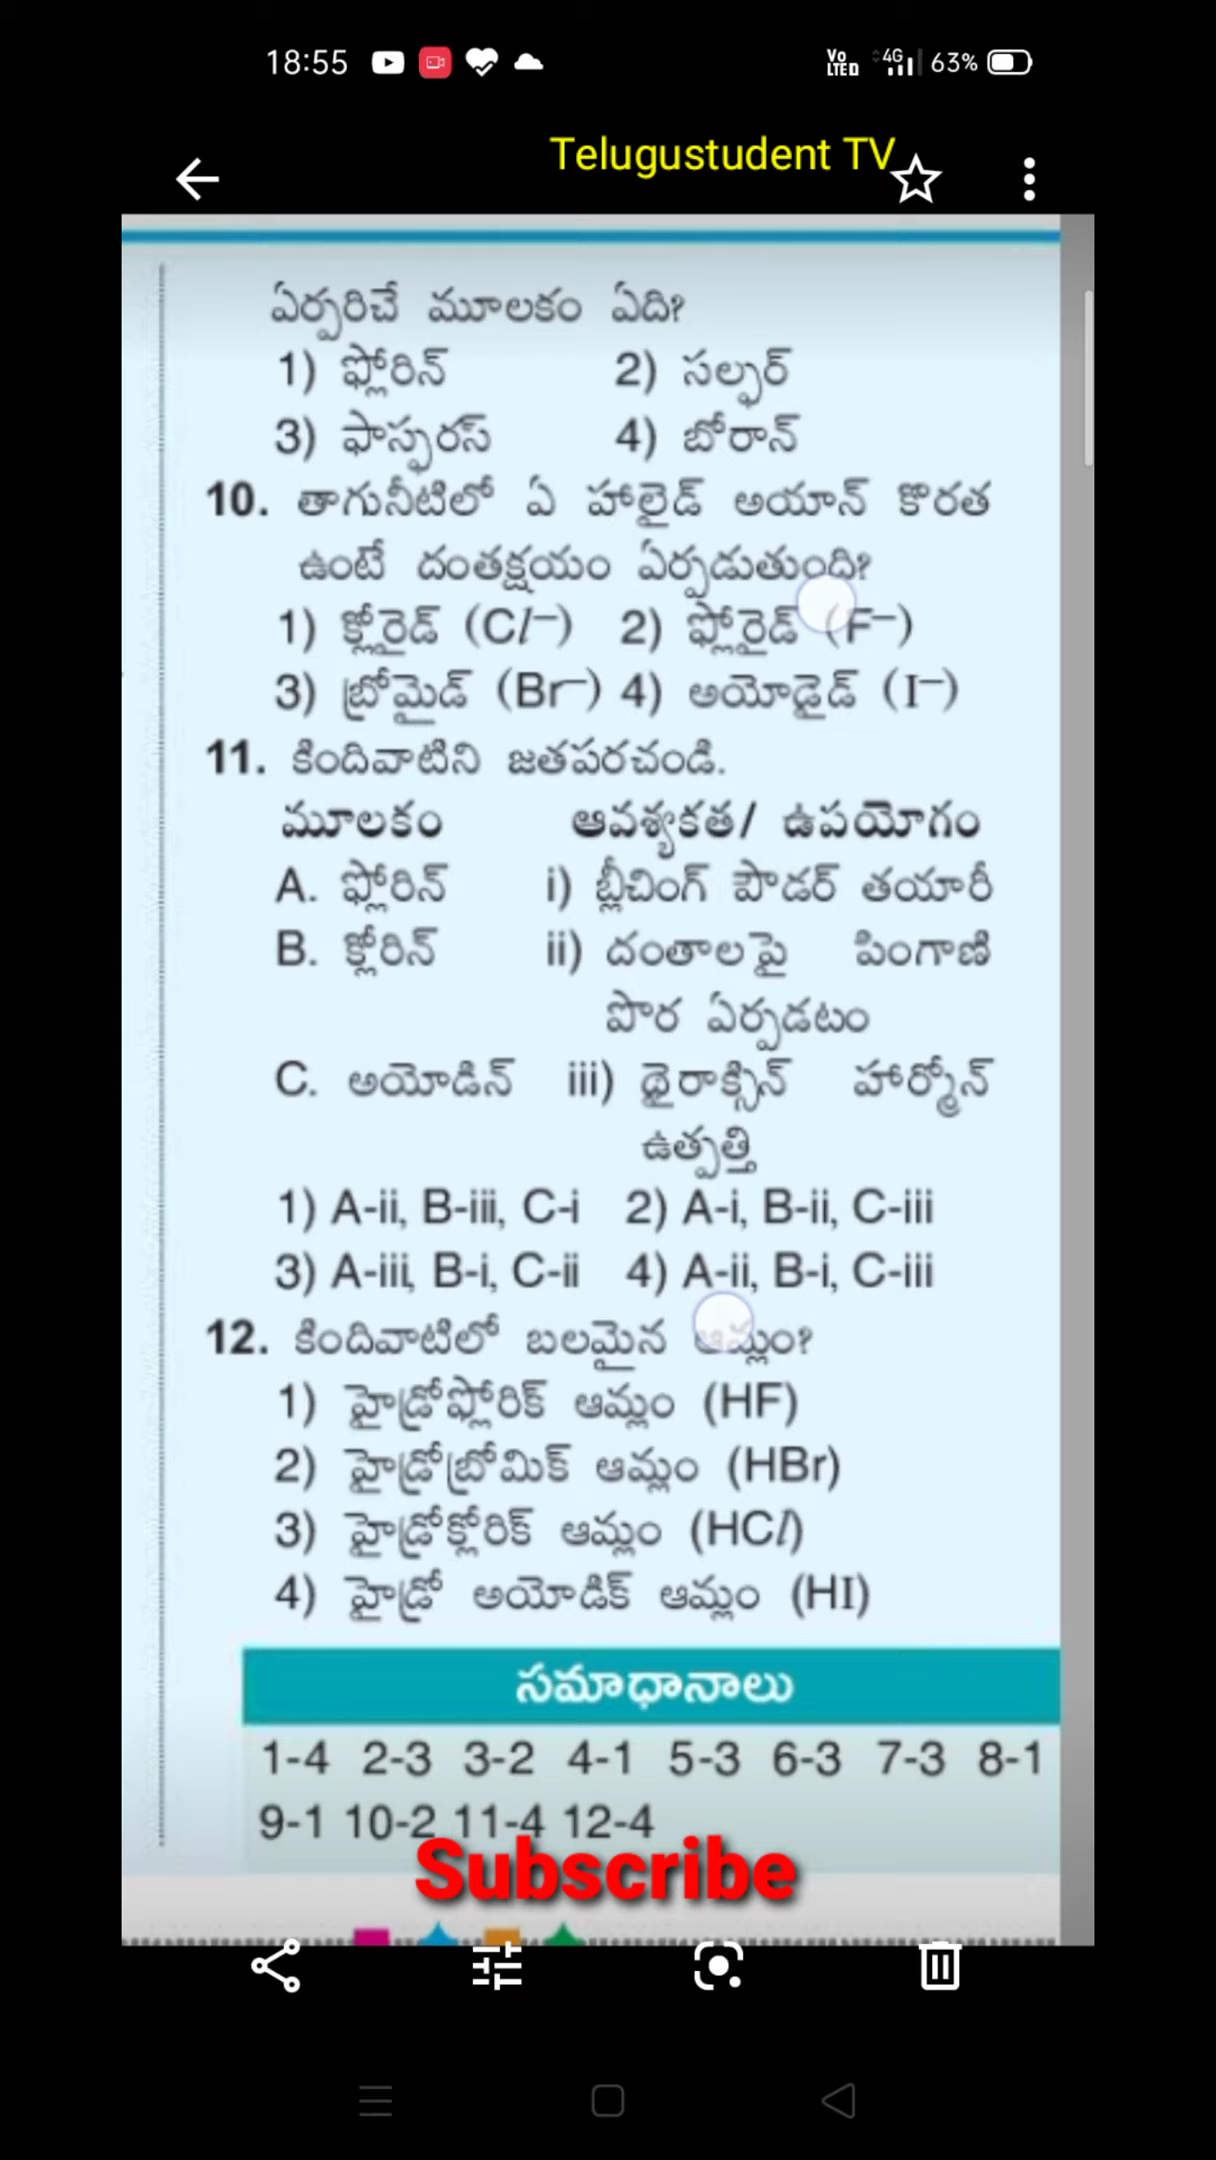 18:55 Vo LTED 4G 63%
Telugustudent TV
ఏర్పరిచే మూలకం ఏది?
1) ఫ్లోరిన్ 2) సల్ఫర్
3) ఫాస్ఫరస్ 4) బోరాన్
10. తాగునీటిలో ఏ హాలైడ్ అయాన్ కొరత
ఉంటే దంతక్షయం ఏర్పడుతుంది?
1) క్లోరైడ్ (Cl⁻) 2) ఫ్లోరైడ్ (F⁻)
3) బ్రోమైడ్ (Br⁻) 4) అయోడైడ్ (I⁻)
11. కిందివాటిని జతపరచండి.
మూలకం ఆవశ్యకత/ ఉపయోగం
A. ఫ్లోరిన్ i) బ్లీచింగ్ పౌడర్ తయారీ
B. క్లోరిన్ ii) దంతాలపై పింగాణి
పొర ఏర్పడటం
C. అయోడిన్ iii) థైరాక్సిన్ హార్మోన్
ఉత్పత్తి
1) A-ii, B-iii, C-i 2) A-i, B-ii, C-iii
3) A-iii, B-i, C-ii 4) A-ii, B-i, C-iii
12. కిందివాటిలో బలమైన ఆమ్లం?
1) హైడ్రోఫ్లోరిక్ ఆమ్లం (HF)
2) హైడ్రోబ్రోమిక్ ఆమ్లం (HBr)
3) హైడ్రోక్లోరిక్ ఆమ్లం (HCl)
4) హైడ్రో అయోడిక్ ఆమ్లం (HI)
సమాధానాలు
1-4 2-3 3-2 4-1 5-3 6-3 7-3 8-1
9-1 10-2 11-4 12-4
Subscribe